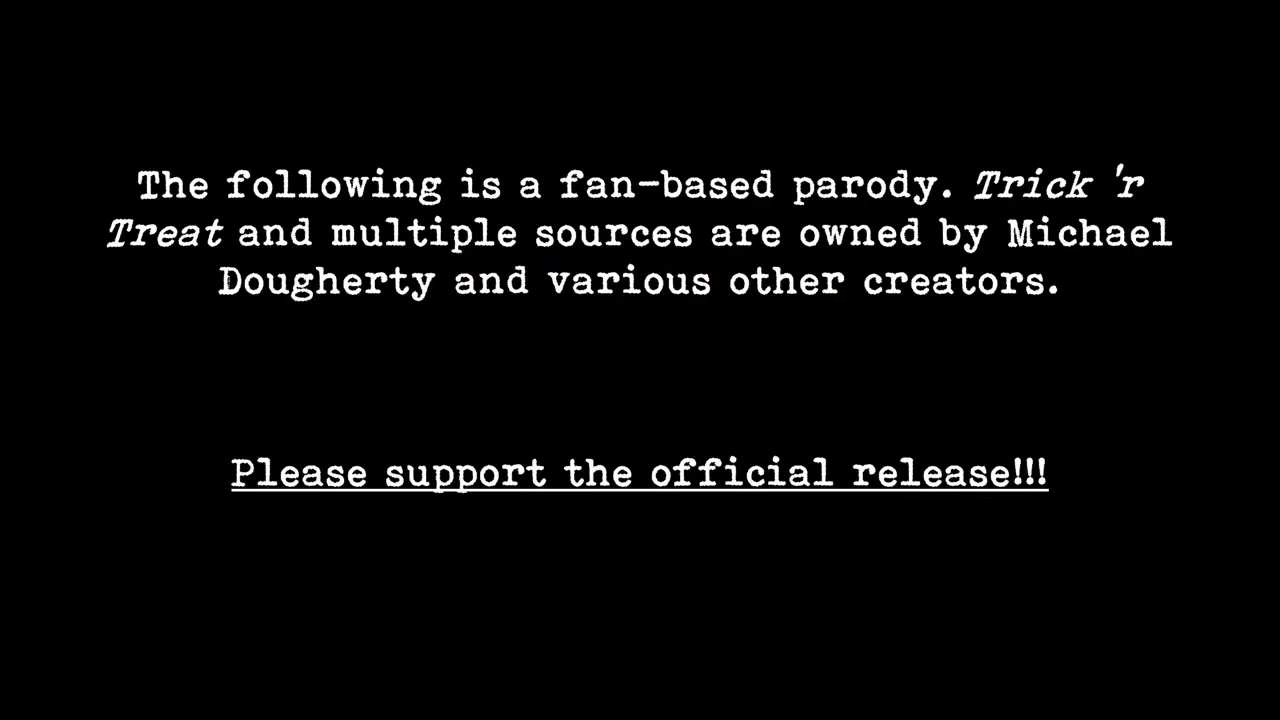 The following is a fan-based parody. Trick 'r
Treat and multiple sources are owned by Michael
Dougherty and various other creators.
Please support the official release!!!